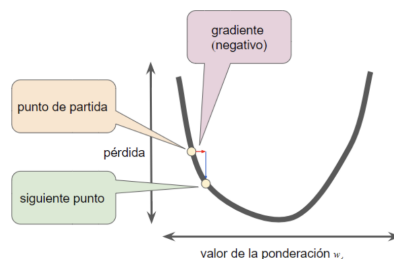 gradiente
(negativo)
punto de partida
pérdida
siguiente punto
valor de la ponderación w,